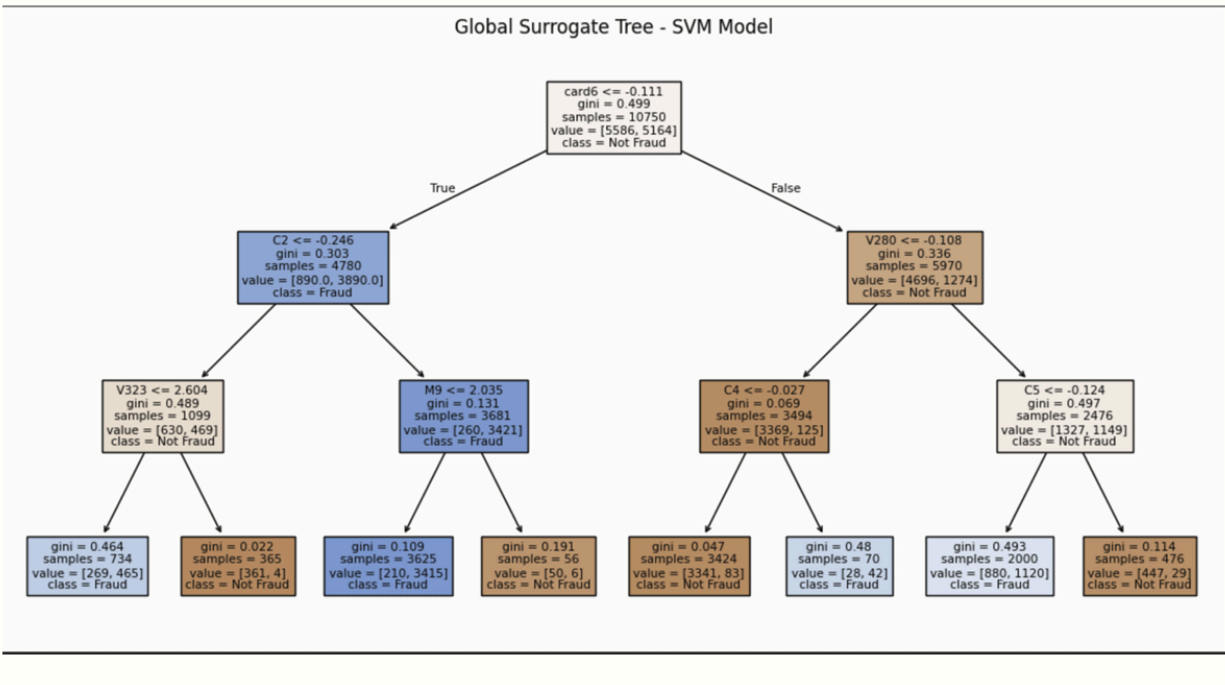 Global Surrogate Tree - SVM Model
card6 <= -0.111
gini = 0.499
samples = 10750
value = [5586, 5164]
class = Not Fraud
True
False
C2 <= -0.246
gini = 0.303
samples = 4780
value = [890.0, 3890.0]
class = Fraud
V280 <= -0.108
gini = 0.336
samples = 5970
value = [4696, 1274]
class = Not Fraud
V323 <= 2.604
gini = 0.489
samples = 1099
value = [630, 469]
class = Not Fraud
M9 <= 2.035
gini = 0.131
samples = 3681
value = [260, 3421]
class = Fraud
C4 <= -0.027
gini = 0.069
samples = 3494
value = [3369, 125]
class = Not Fraud
C5 <= -0.124
gini = 0.497
samples = 2476
value = [1327, 1149]
class = Not Fraud
gini = 0.464
samples = 734
value = [269, 465]
class = Fraud
gini = 0.022
samples = 365
value = [361, 4]
class = Not Fraud
gini = 0.109
samples = 3625
value = [210, 3415]
class = Fraud
gini = 0.191
samples = 56
value = [50, 6]
class = Not Fraud
gini = 0.047
samples = 3424
value = [3341, 83]
class = Not Fraud
gini = 0.48
samples = 70
value = [28, 42]
class = Fraud
gini = 0.493
samples = 2000
value = [880, 1120]
class = Fraud
gini = 0.114
samples = 476
value = [447, 29]
class = Not Fraud